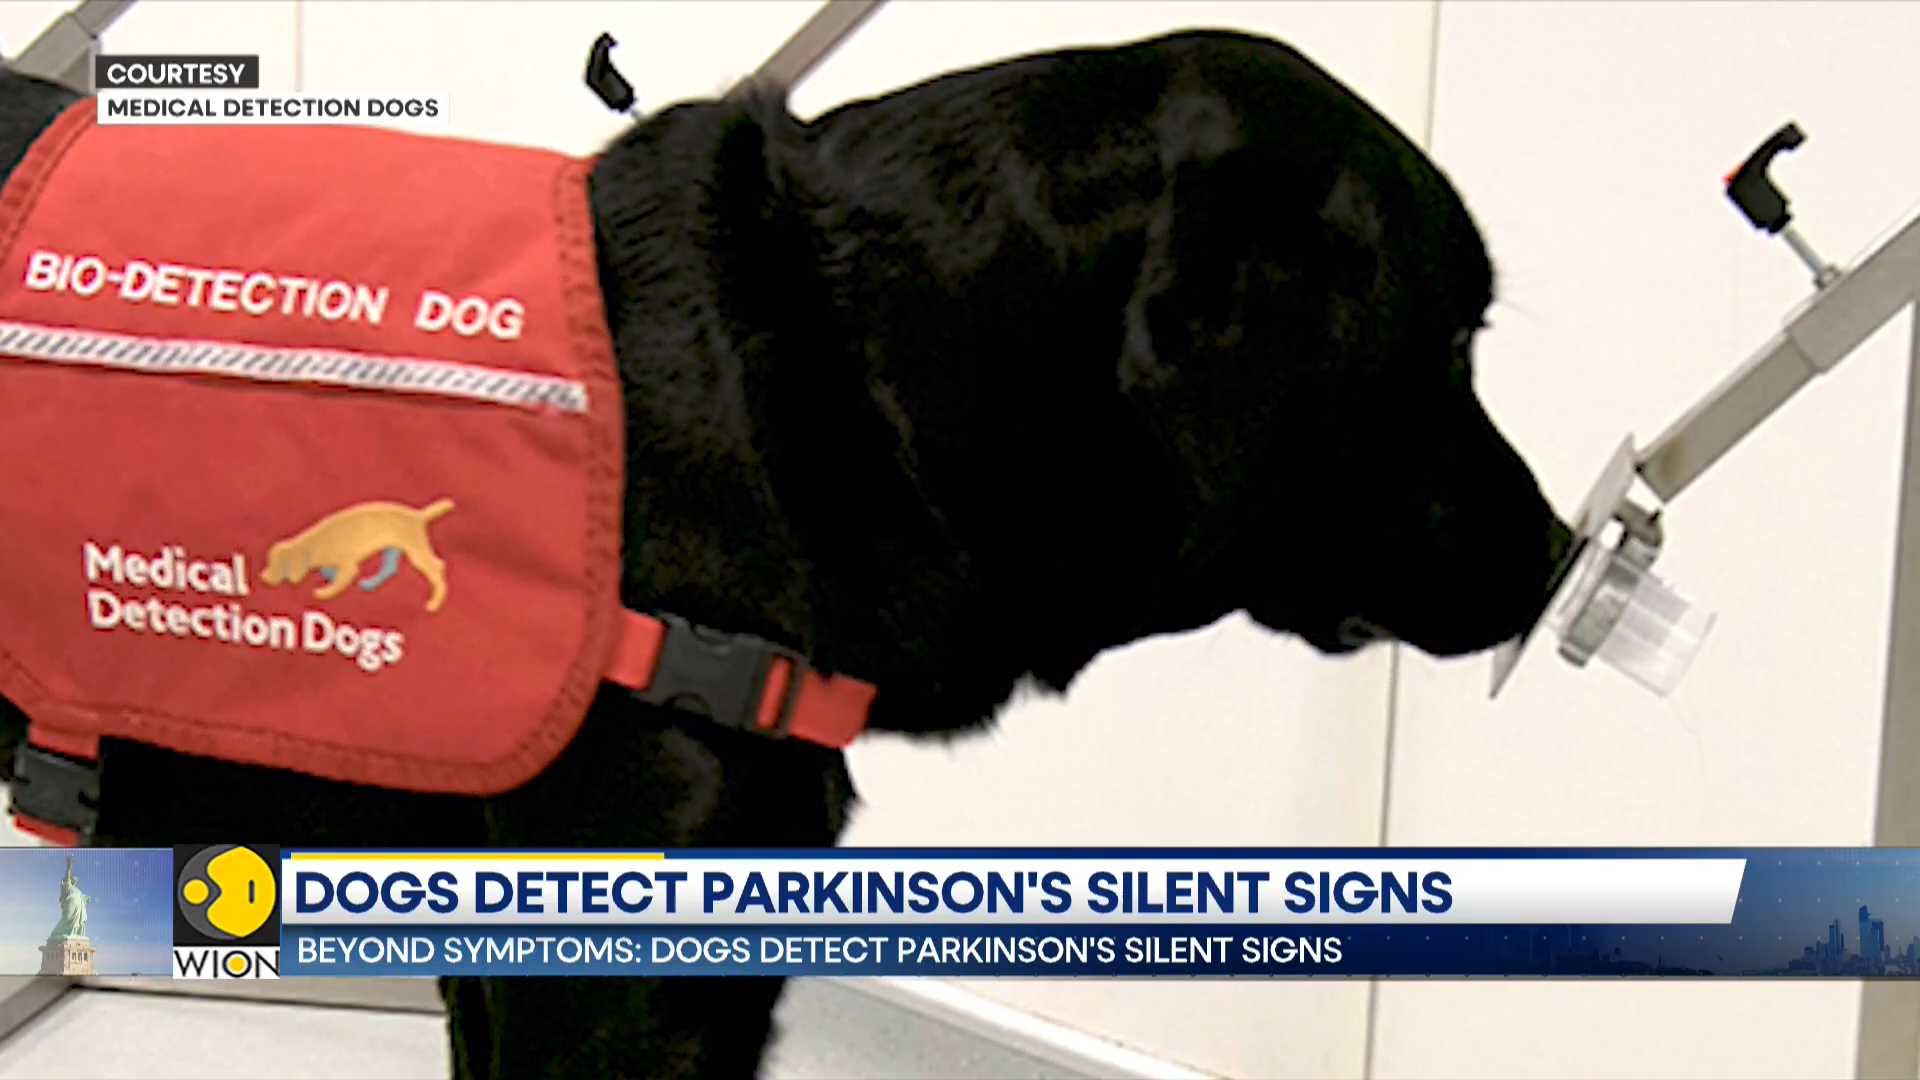 COURTESY
MEDICAL DETECTION DOGS
BIO-DETECTION DOG
Medical
Detection Dogs
DOGS DETECT PARKINSON'S SILENT SIGNS
WION
BEYOND SYMPTOMS: DOGS DETECT PARKINSON'S SILENT SIGNS